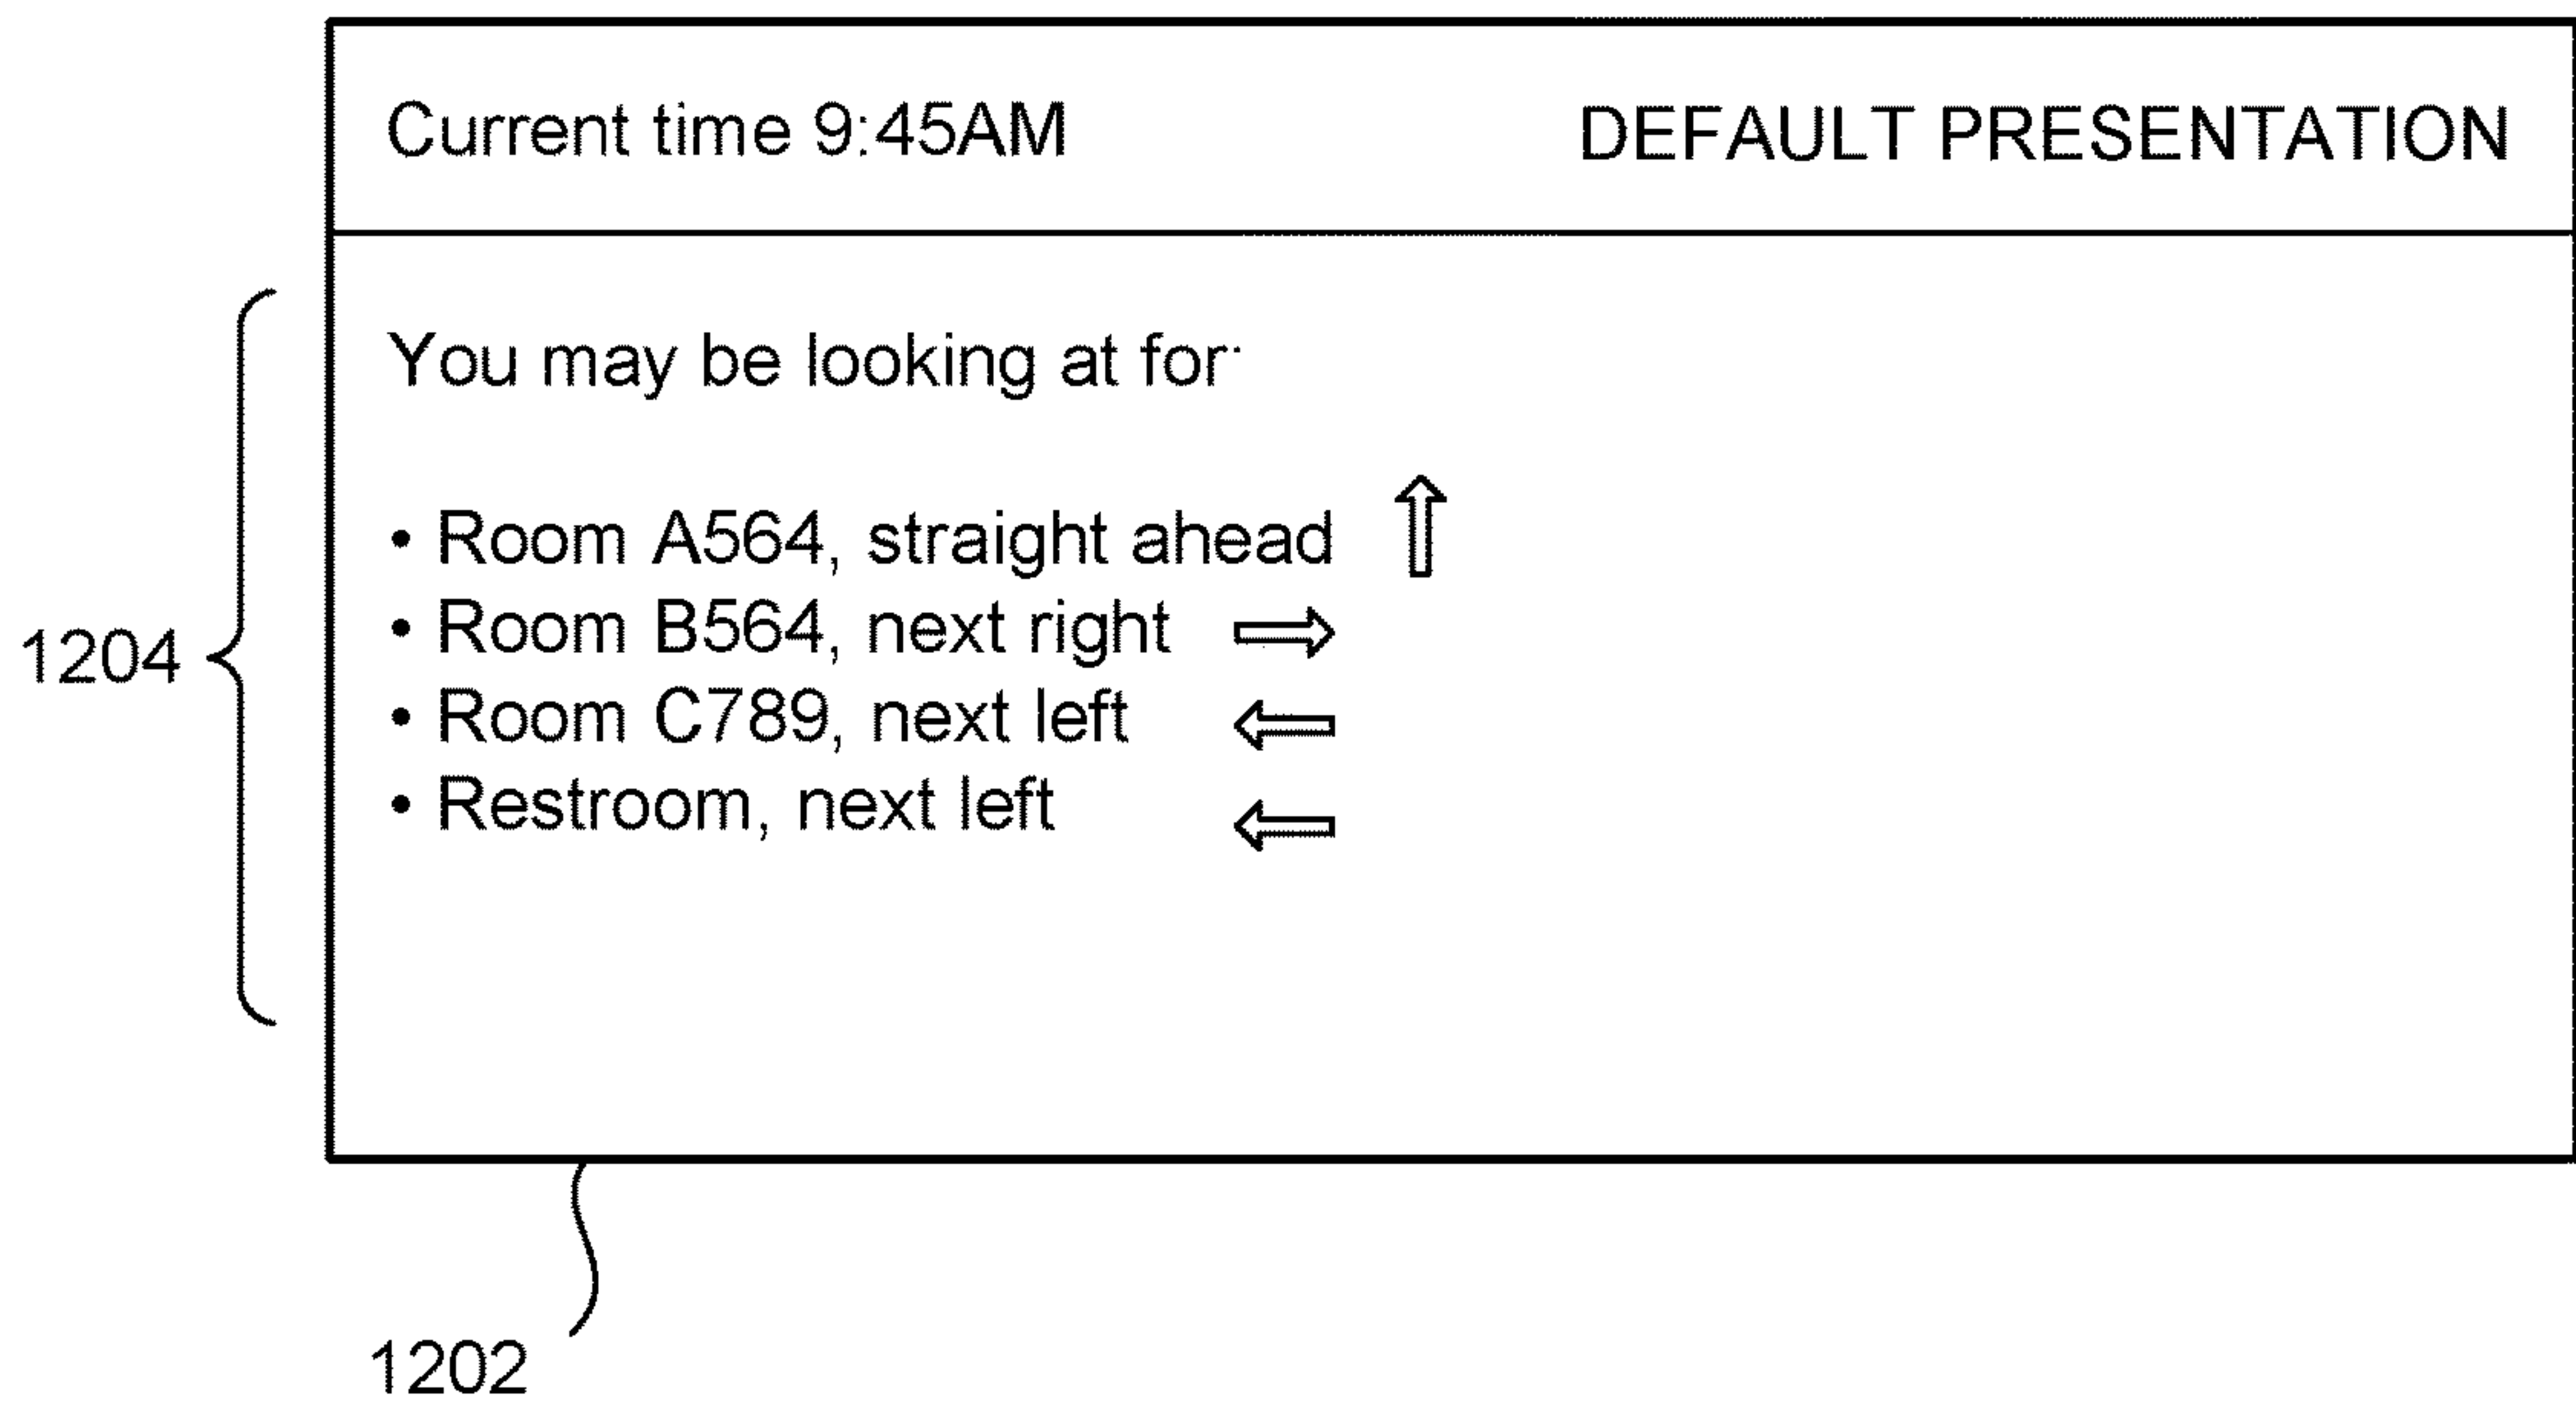 Current time 9:45AM DEFAULT PRESENTATION
You may be looking at for:
• Room A564, straight ahead ⇧
• Room B564, next right ⇨
1204
• Room C789, next left ⇦
• Restroom, next left ⇦
1202